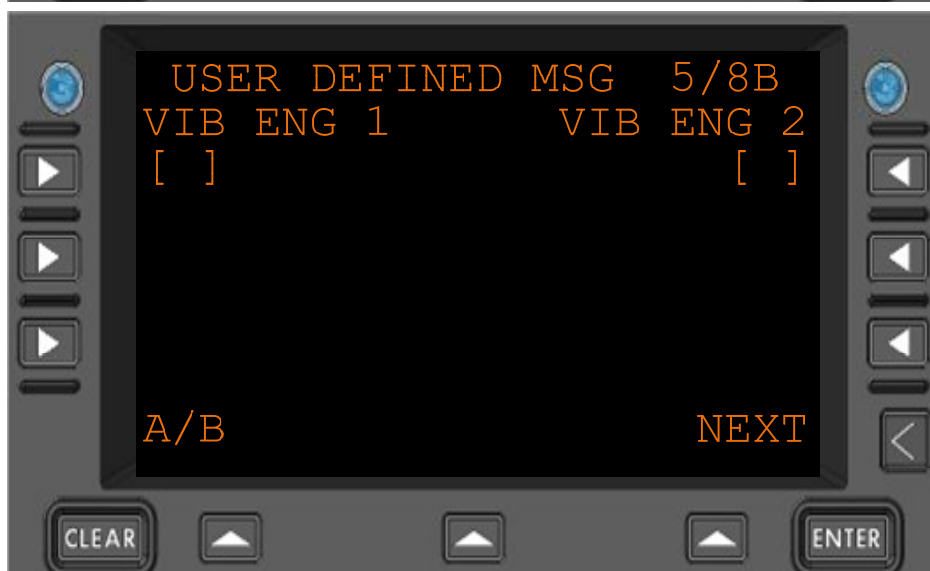 USER DEFINED MSG 5/8B
VIB ENG 1 VIB ENG 2
[ ] [ ]
A/B NEXT
CLEAR ENTER